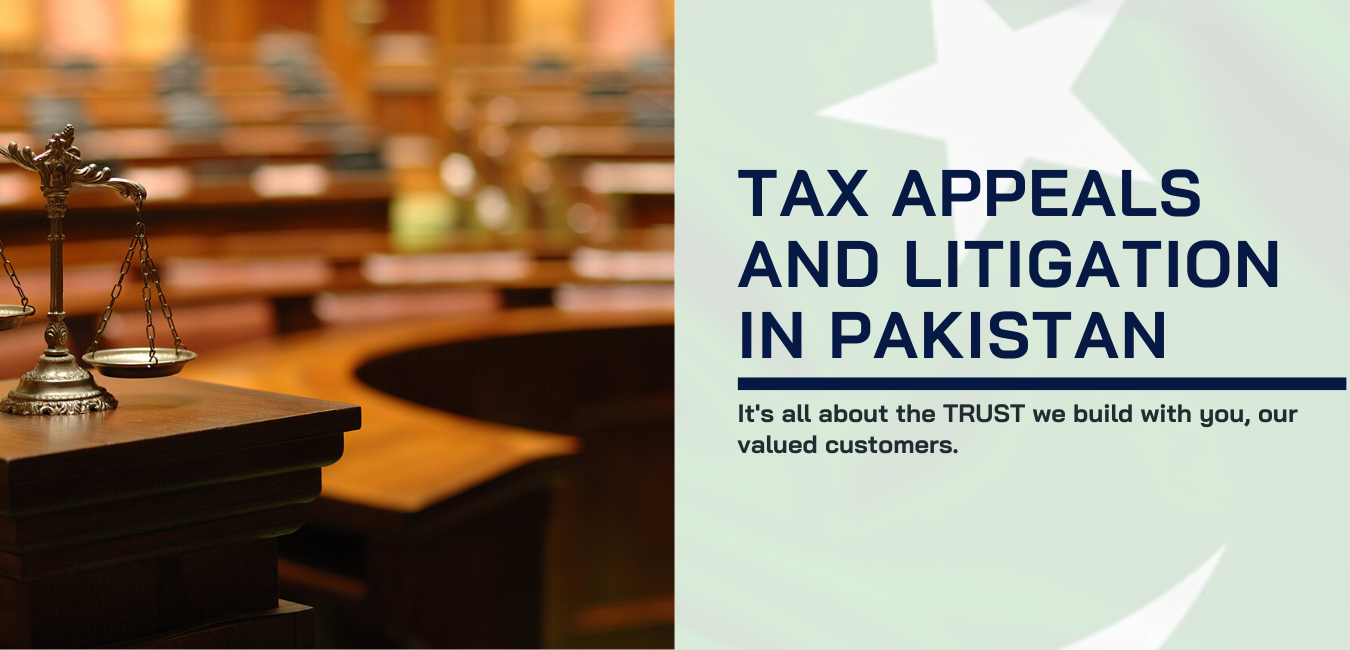 TAX APPEALS
AND LITIGATION
IN PAKISTAN
It's all about the TRUST we build with you, our
valued customers.